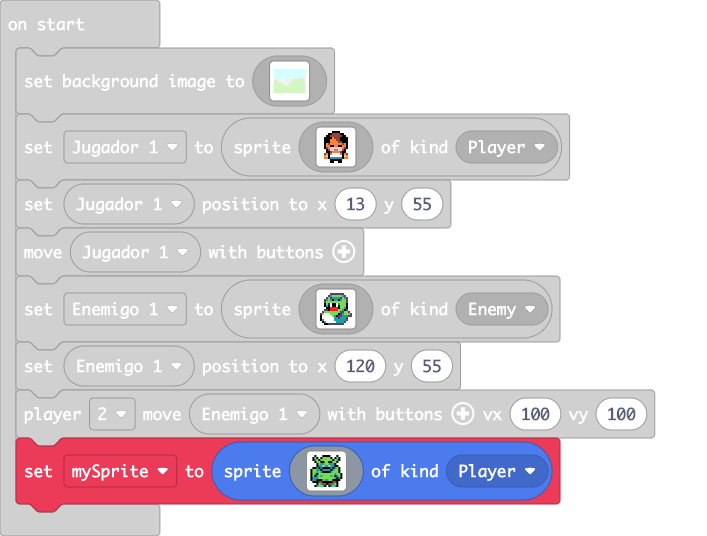 on start
set background image to
set Jugador 1 to sprite of kind Player
set Jugador 1 position to x 13 y 55
move Jugador 1 with buttons
set Enemigo 1 to sprite of kind Enemy
set Enemigo 1 position to x 120 y 55
player 2 move Enemigo 1 with buttons vx 100 vy 100
set mySprite to sprite of kind Player